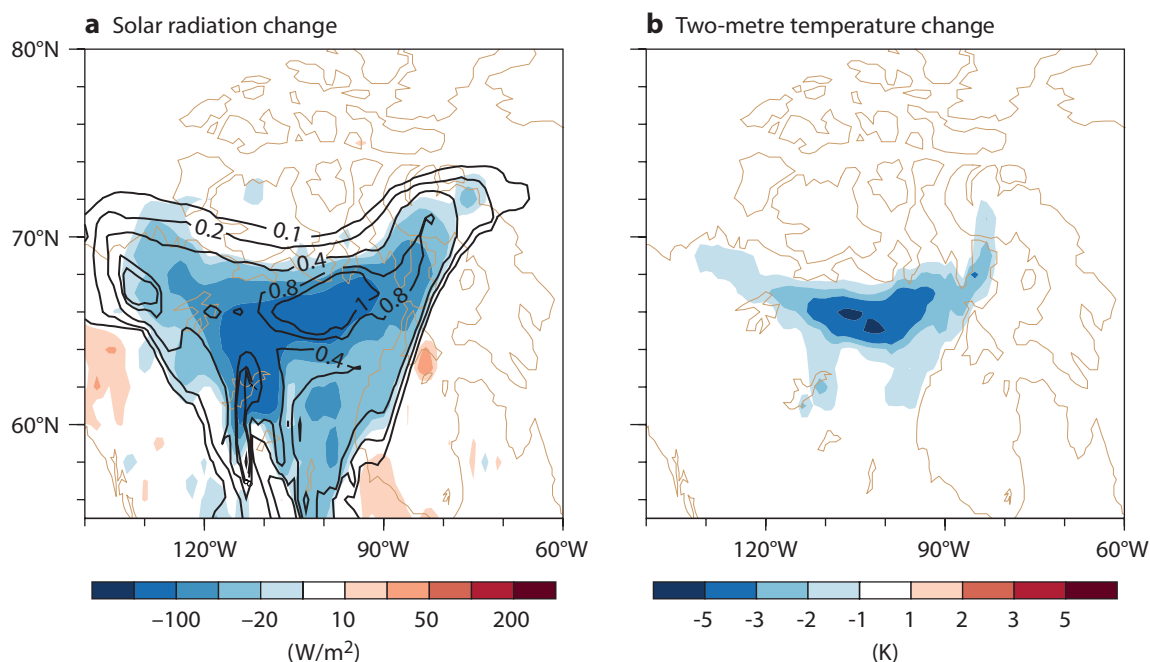 a Solar radiation change
b Two-metre temperature change
80°N
70°N
60°N
0.2
0.1
0.4
0.8
1
0.8
0.4
120°W 90°W 60°W
120°W 90°W 60°W
–100 –20 10 50 200
(W/m²)
-5 -3 -2 -1 1 2 3 5
(K)